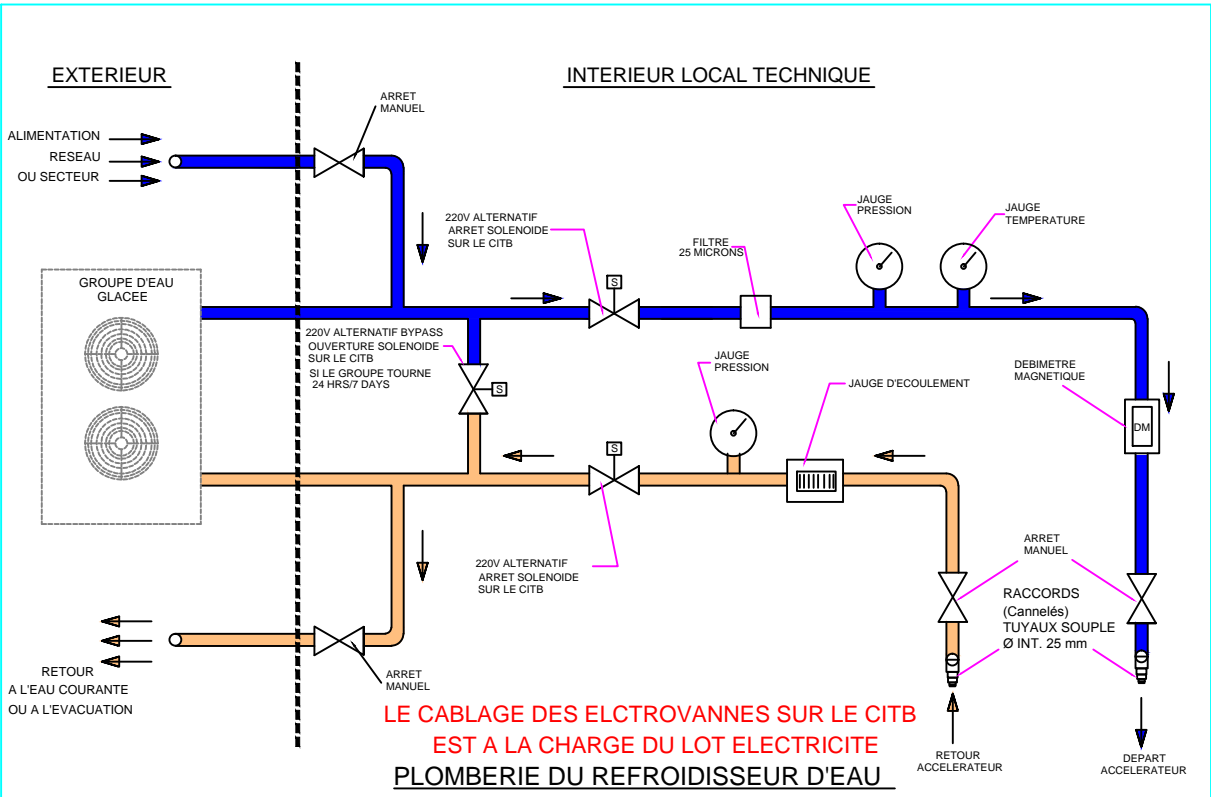 EXTERIEUR
INTERIEUR LOCAL TECHNIQUE
ARRET
MANUEL
ALIMENTATION
RESEAU
OU SECTEUR
220V ALTERNATIF
ARRET SOLENOIDE
SUR LE CITB
FILTRE
25 MICRONS
JAUGE
PRESSION
JAUGE
TEMPERATURE
GROUPE D'EAU
GLACEE
S
220V ALTERNATIF BYPASS
OUVERTURE SOLENOIDE
SUR LE CITB
SI LE GROUPE TOURNE
24 HRS/7 DAYS
S
JAUGE
PRESSION
JAUGE D'ECOULEMENT
DEBIMETRE
MAGNETIQUE
DM
S
220V ALTERNATIF
ARRET SOLENOIDE
SUR LE CITB
ARRET
MANUEL
RACCORDS
(Cannelés)
TUYAUX SOUPLE
Ø INT. 25 mm
RETOUR
A L'EAU COURANTE
OU A L'EVACUATION
ARRET
MANUEL
LE CABLAGE DES ELCTROVANNES SUR LE CITB
EST A LA CHARGE DU LOT ELECTRICITE
PLOMBERIE DU REFROIDISSEUR D'EAU
RETOUR
ACCELERATEUR
DEPART
ACCELERATEUR